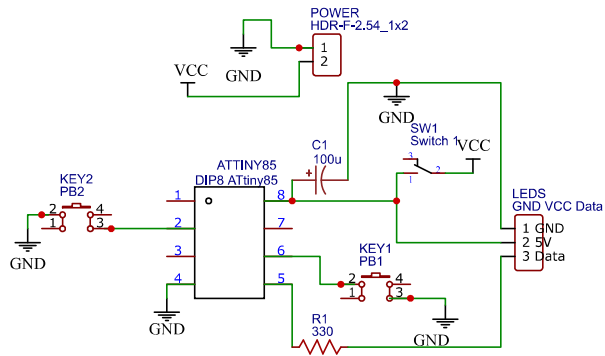 POWER
HDR-F-2.54_1x2
1
2
GND
VCC
GND
SW1
Switch 1
VCC
3
2
1
C1
100u
+
ATTINY85
DIP8 ATtiny85
KEY2
PB2
2 4
1 3
GND
1 8
2 7
3 6
4 5
LEDS
GND VCC Data
1 GND
2 5V
3 Data
KEY1
PB1
2 4
1 3
GND
GND
R1
330